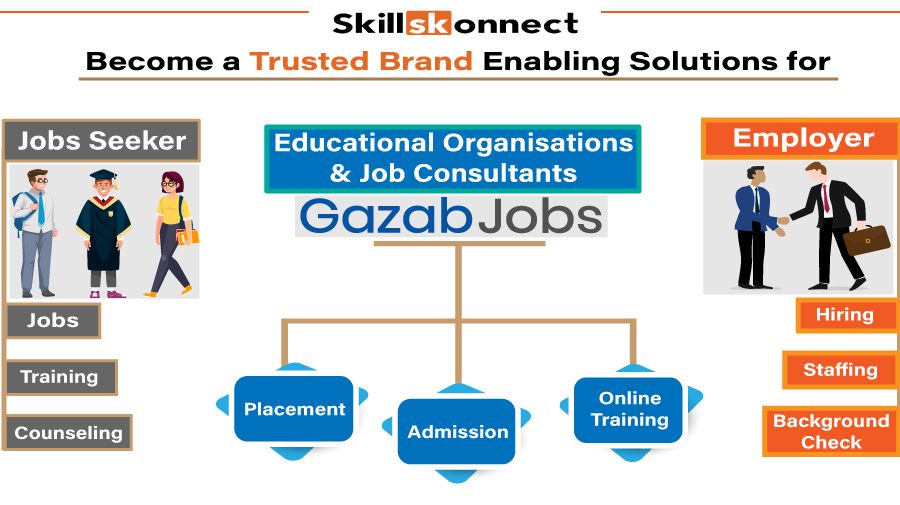 Skillskonnect
Become a Trusted Brand Enabling Solutions for
Jobs Seeker
Jobs
Training
Counseling
Educational Organisations
& Job Consultants
GazabJobs
Placement
Admission
Online
Training
Employer
Hiring
Staffing
Background
Check